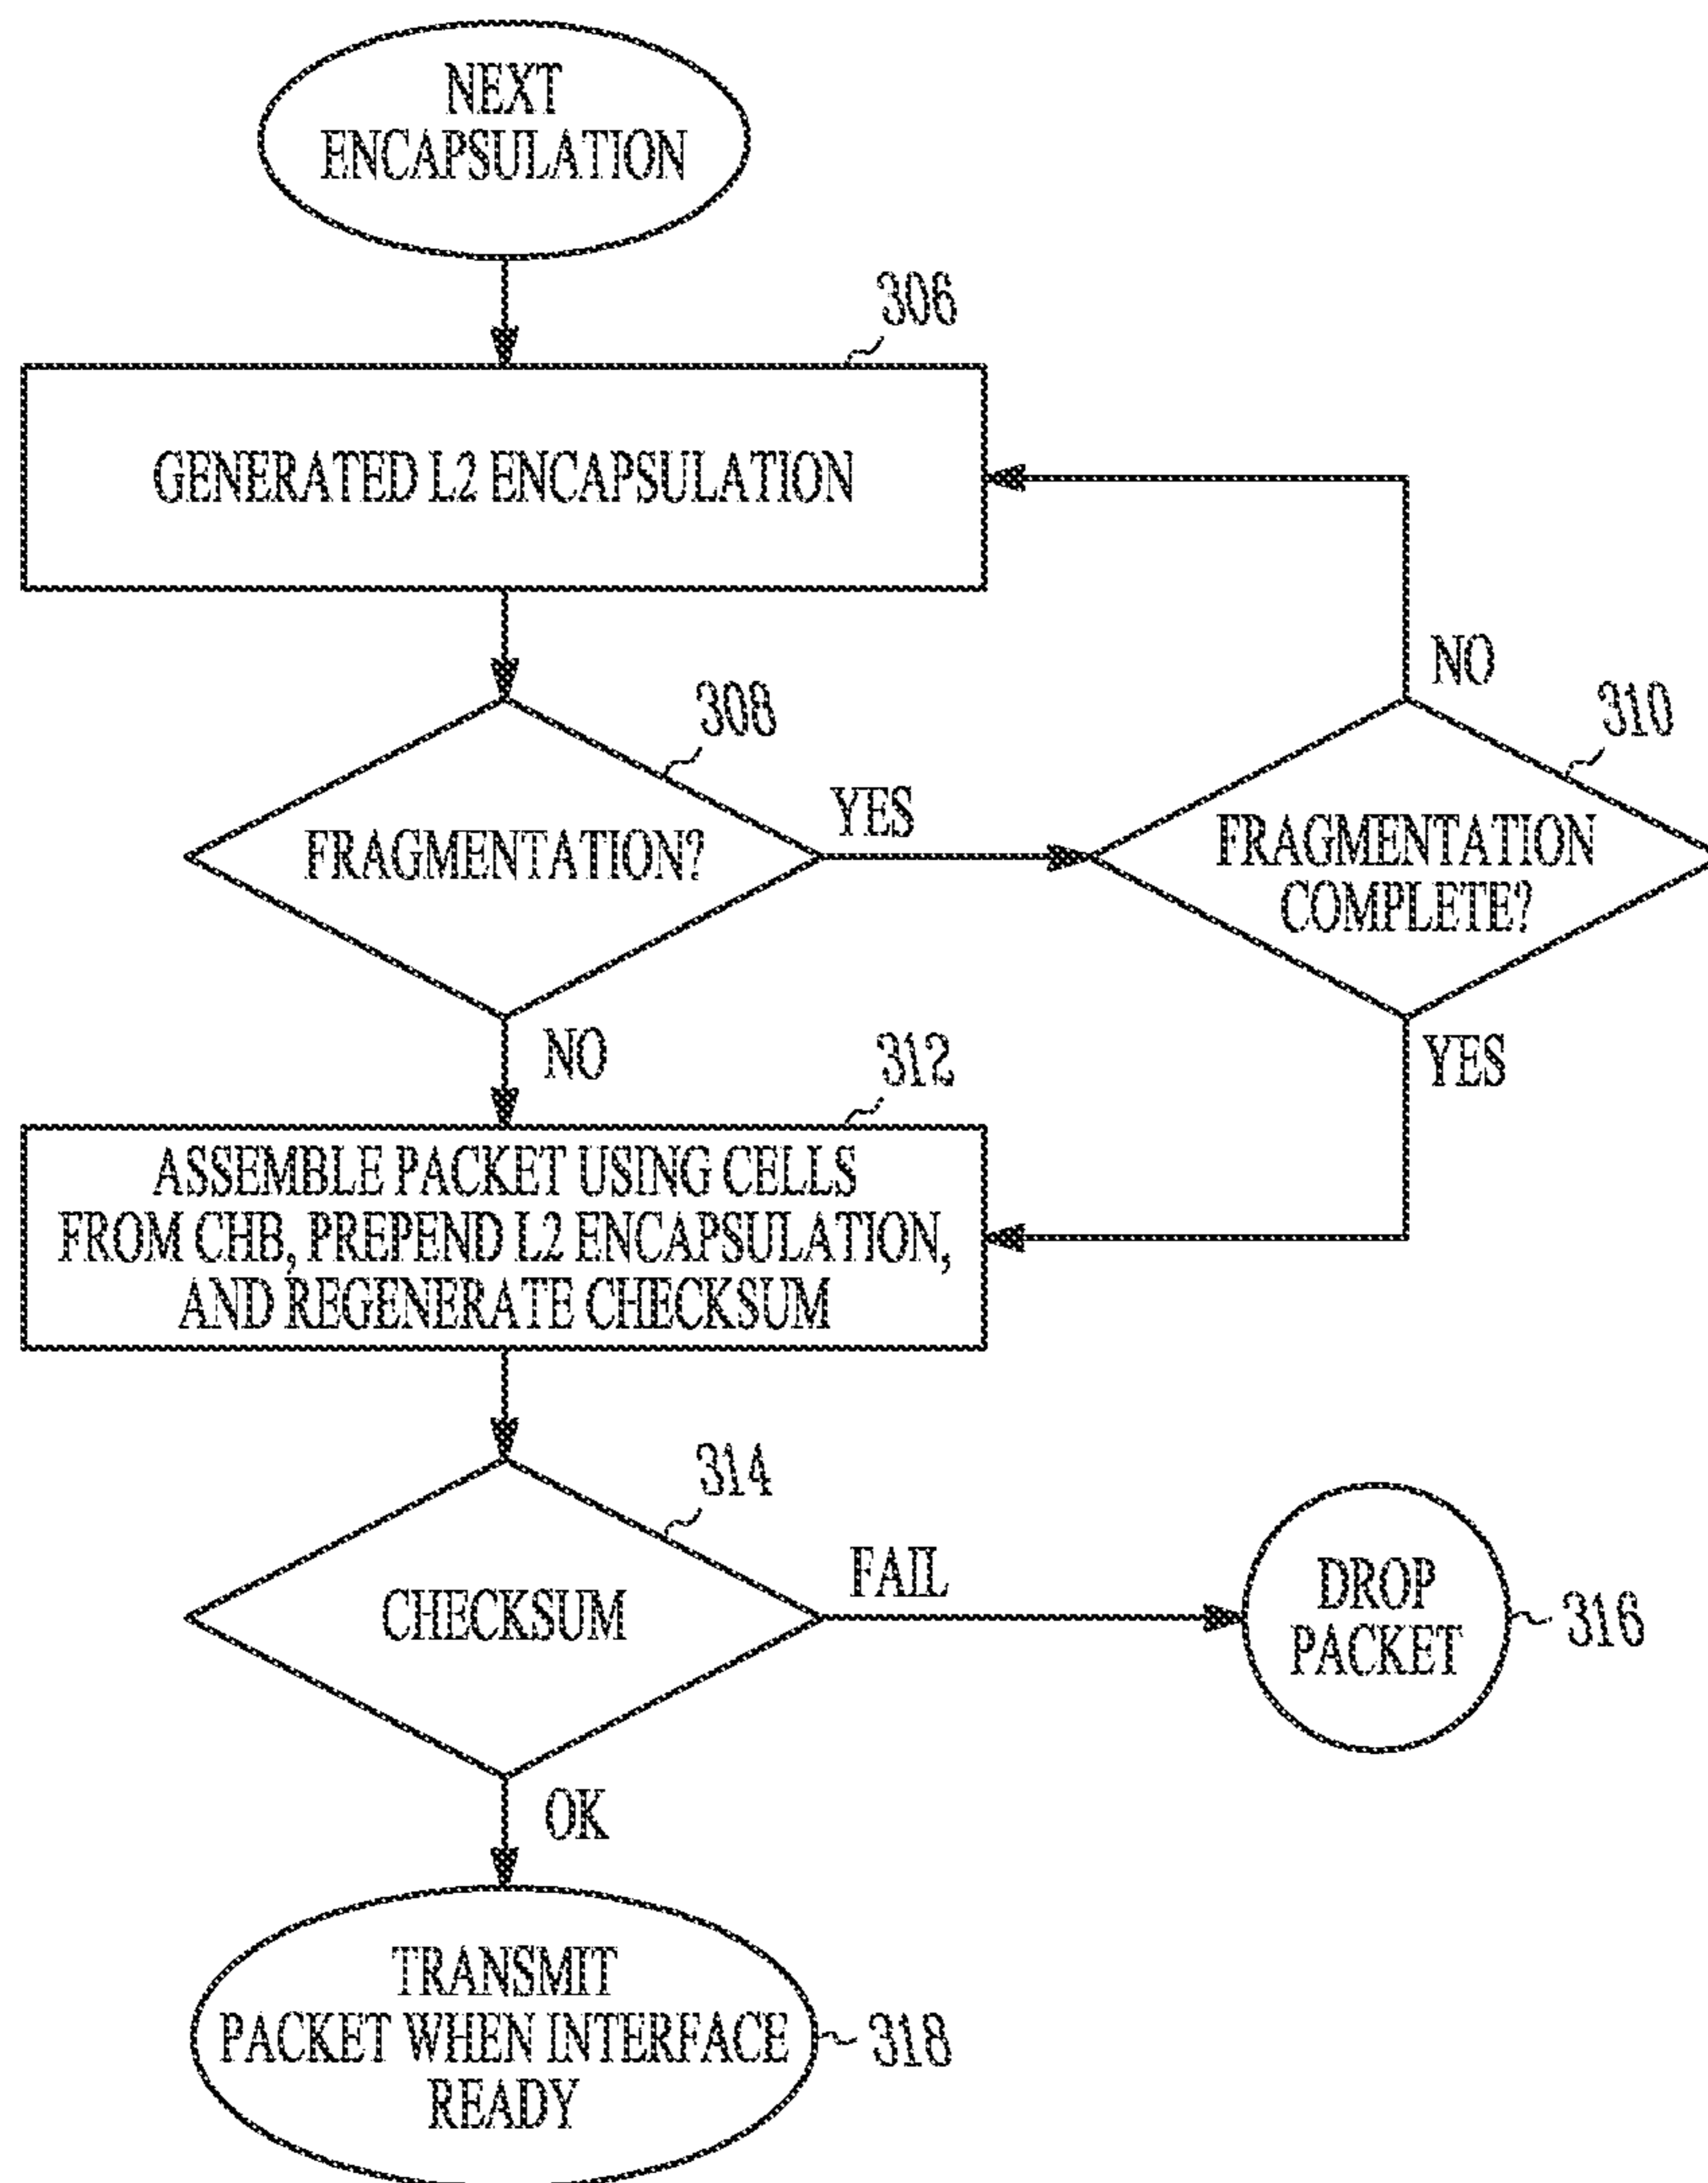 NEXT
ENCAPSULATION
306
GENERATED L2 ENCAPSULATION
NO
308
310
YES
FRAGMENTATION?
FRAGMENTATION
COMPLETE?
NO
312
YES
ASSEMBLE PACKET USING CELLS
FROM CHB, PREPEND L2 ENCAPSULATION,
AND REGENERATE CHECKSUM
314
FAIL
CHECKSUM
DROP
PACKET
316
OK
TRANSMIT
PACKET WHEN INTERFACE
READY
318